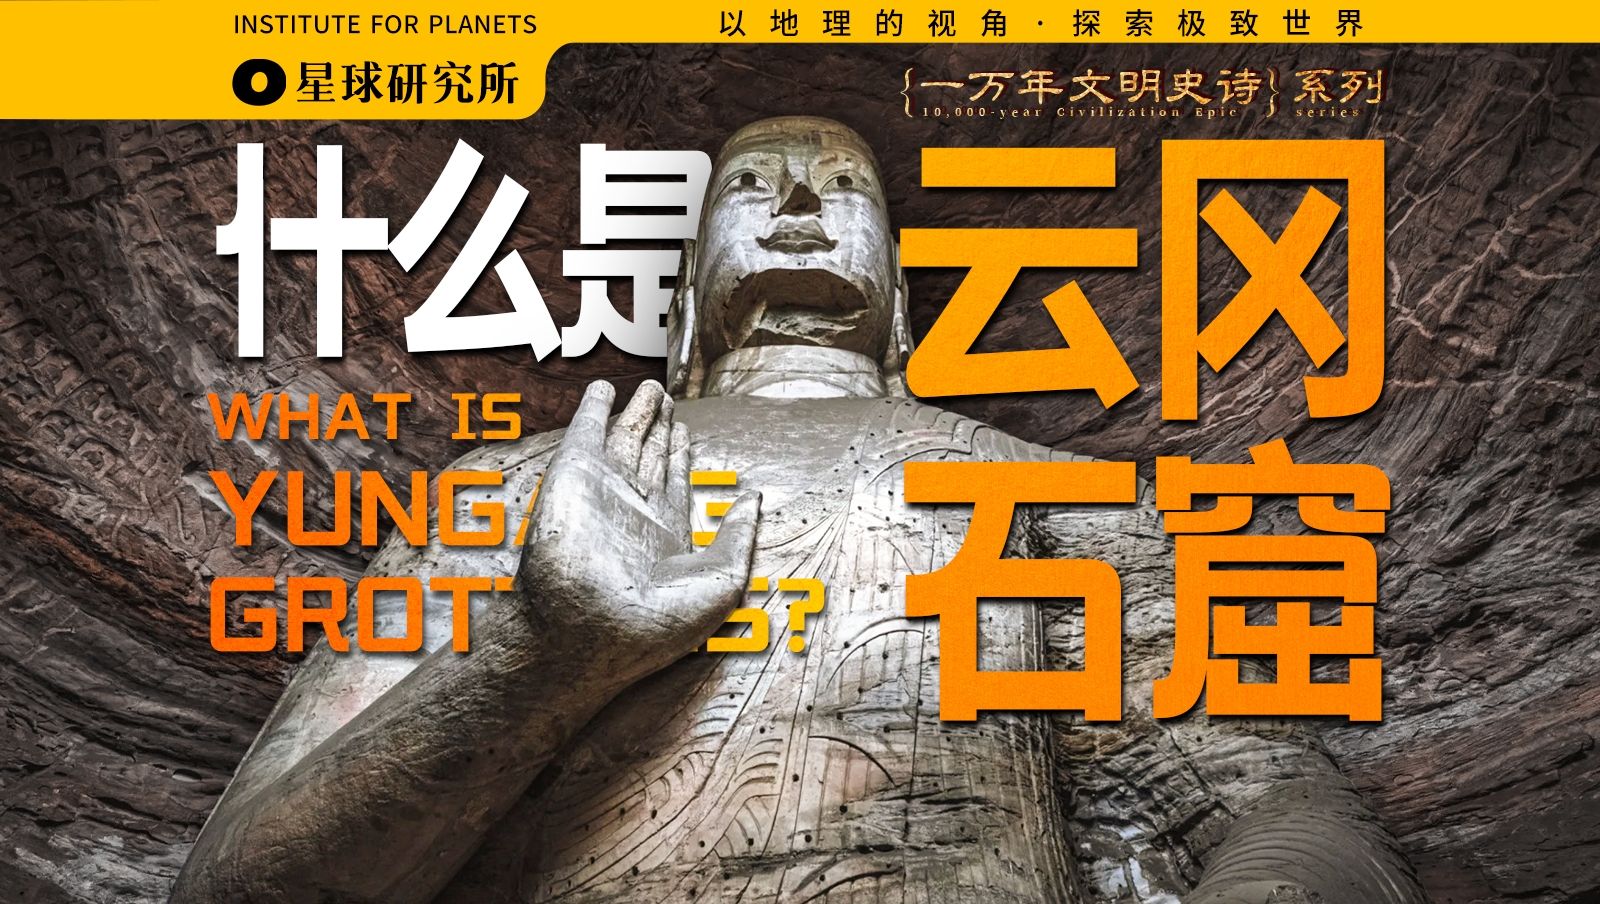 INSTITUTE FOR PLANETS
以地理的视角·探索极致世界
星球研究所
{一万年文明史诗}系列
10,000-year Civilization Epic series
什么是
云冈
石窟
WHAT IS
YUNGANG
GROTTOES?